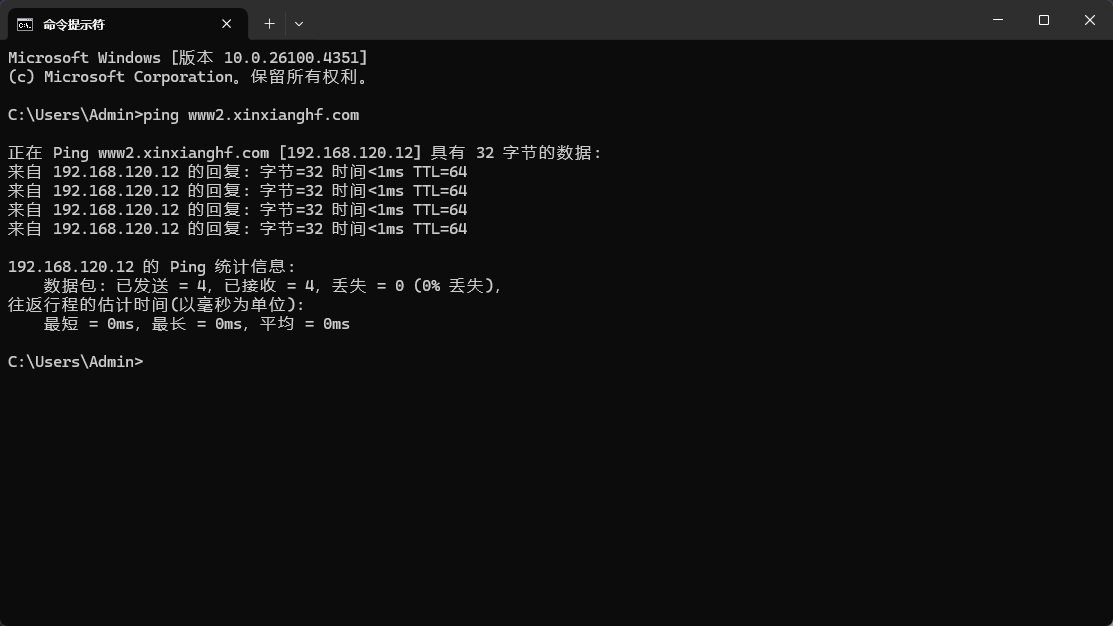 命令提示符
Microsoft Windows [版本 10.0.26100.4351]
(c) Microsoft Corporation。保留所有权利。
C:\Users\Admin>ping www2.xinxianghf.com
正在 Ping www2.xinxianghf.com [192.168.120.12] 具有 32 字节的数据:
来自 192.168.120.12 的回复: 字节=32 时间<1ms TTL=64
来自 192.168.120.12 的回复: 字节=32 时间<1ms TTL=64
来自 192.168.120.12 的回复: 字节=32 时间<1ms TTL=64
来自 192.168.120.12 的回复: 字节=32 时间<1ms TTL=64
192.168.120.12 的 Ping 统计信息:
    数据包: 已发送 = 4，已接收 = 4，丢失 = 0 (0% 丢失)，
往返行程的估计时间(以毫秒为单位):
    最短 = 0ms，最长 = 0ms，平均 = 0ms
C:\Users\Admin>